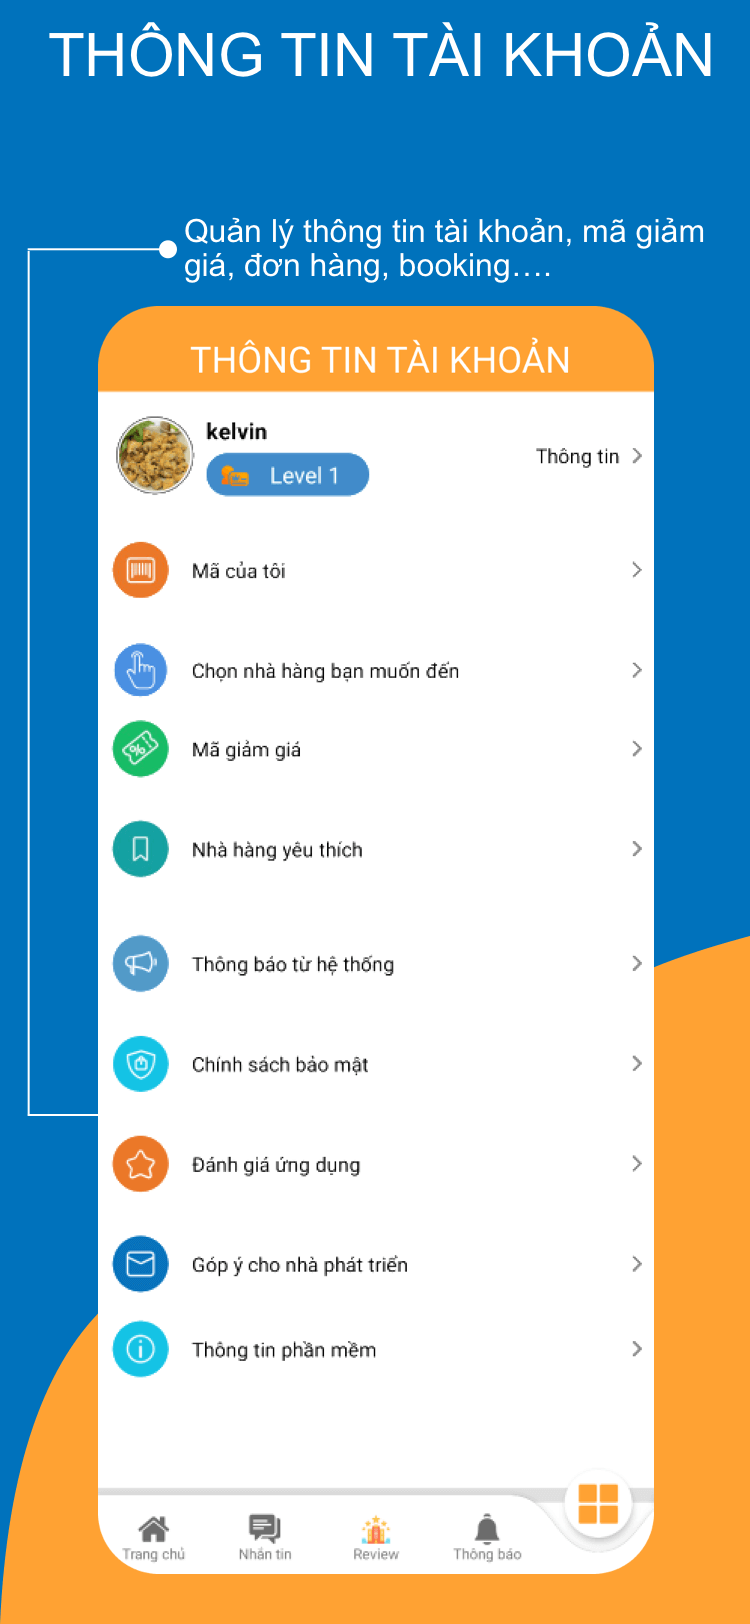 THÔNG TIN TÀI KHOẢN
Quản lý thông tin tài khoản, mã giảm
giá, đơn hàng, booking....
THÔNG TIN TÀI KHOẢN
kelvin
Level 1
Thông tin
Mã của tôi
Chọn nhà hàng bạn muốn đến
Mã giảm giá
Nhà hàng yêu thích
Thông báo từ hệ thống
Chính sách bảo mật
Đánh giá ứng dụng
Góp ý cho nhà phát triển
Thông tin phần mềm
Trang chủ
Nhắn tin
Review
Thông báo